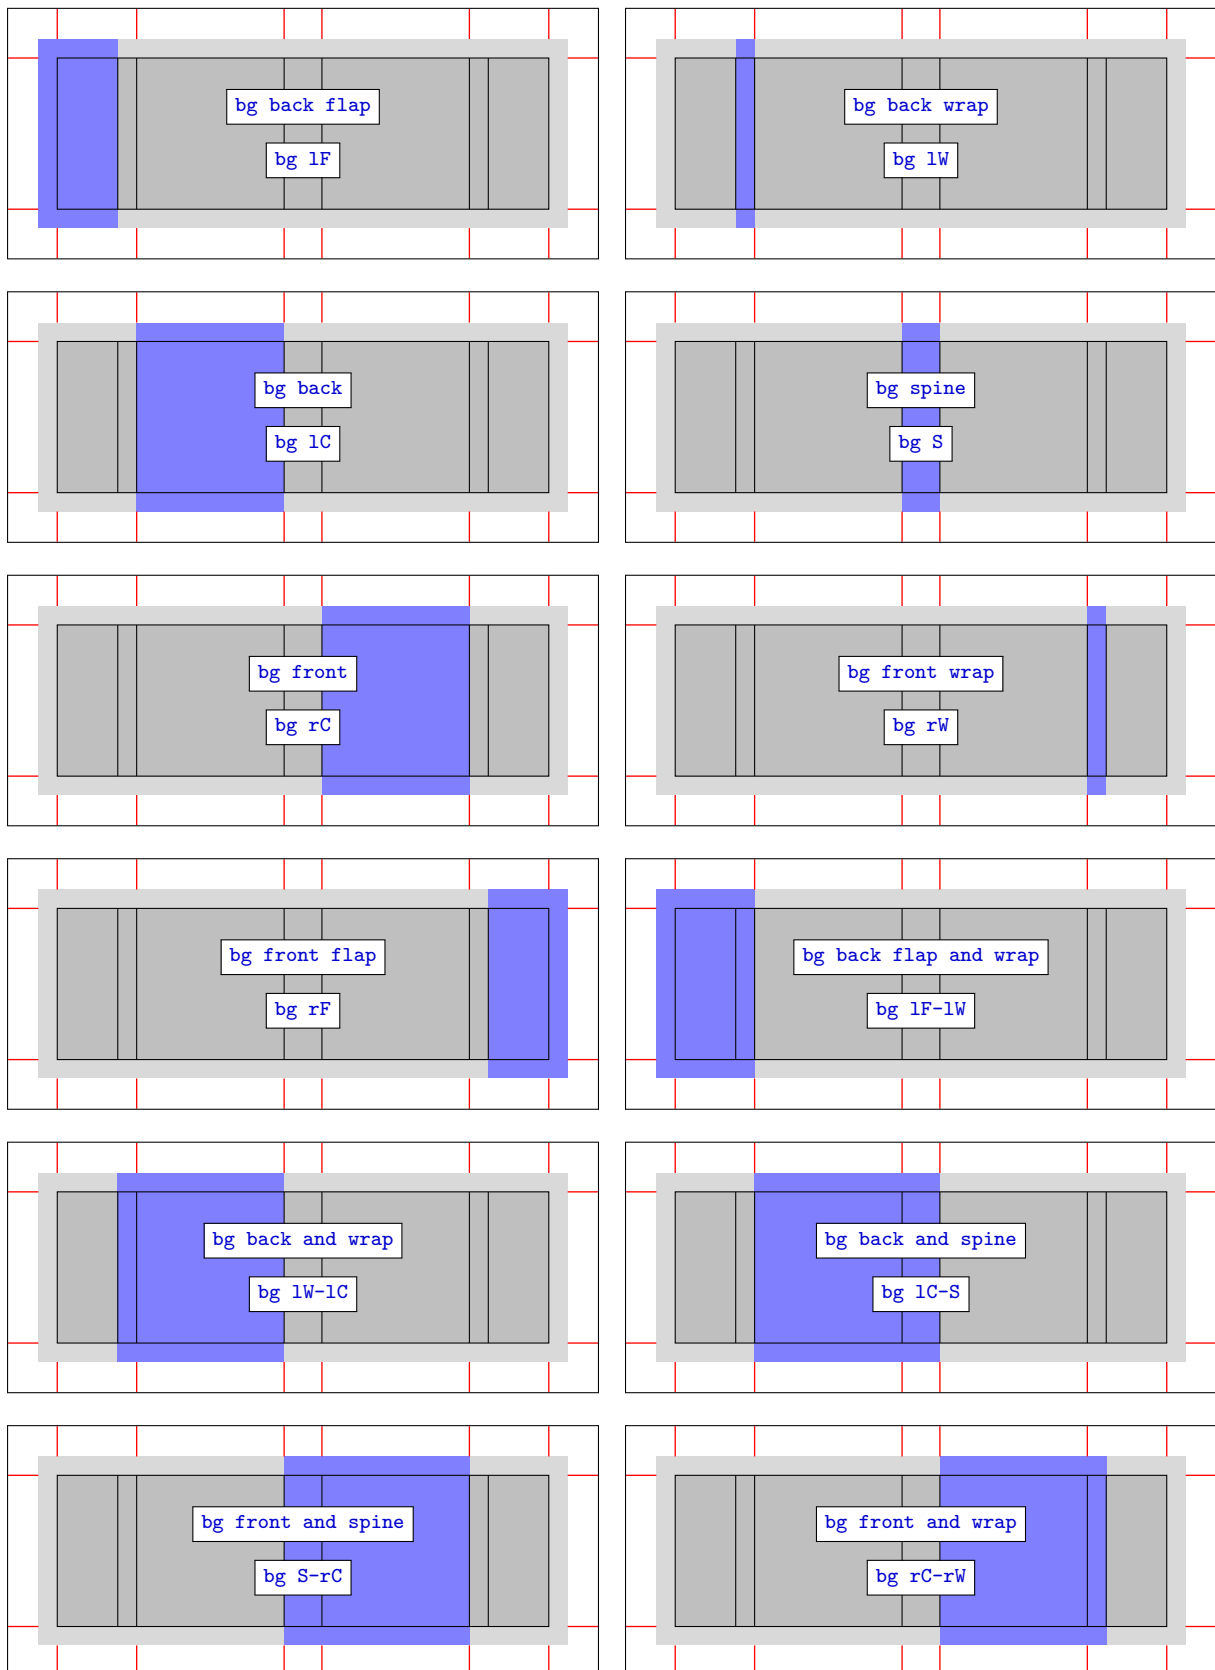 bg back flap
bg lF
bg back wrap
bg lW
bg back
bg lC
bg spine
bg S
bg front
bg rC
bg front wrap
bg rW
bg front flap
bg rF
bg back flap and wrap
bg lF-lW
bg back and wrap
bg lW-lC
bg back and spine
bg lC-S
bg front and spine
bg S-rC
bg front and wrap
bg rC-rW